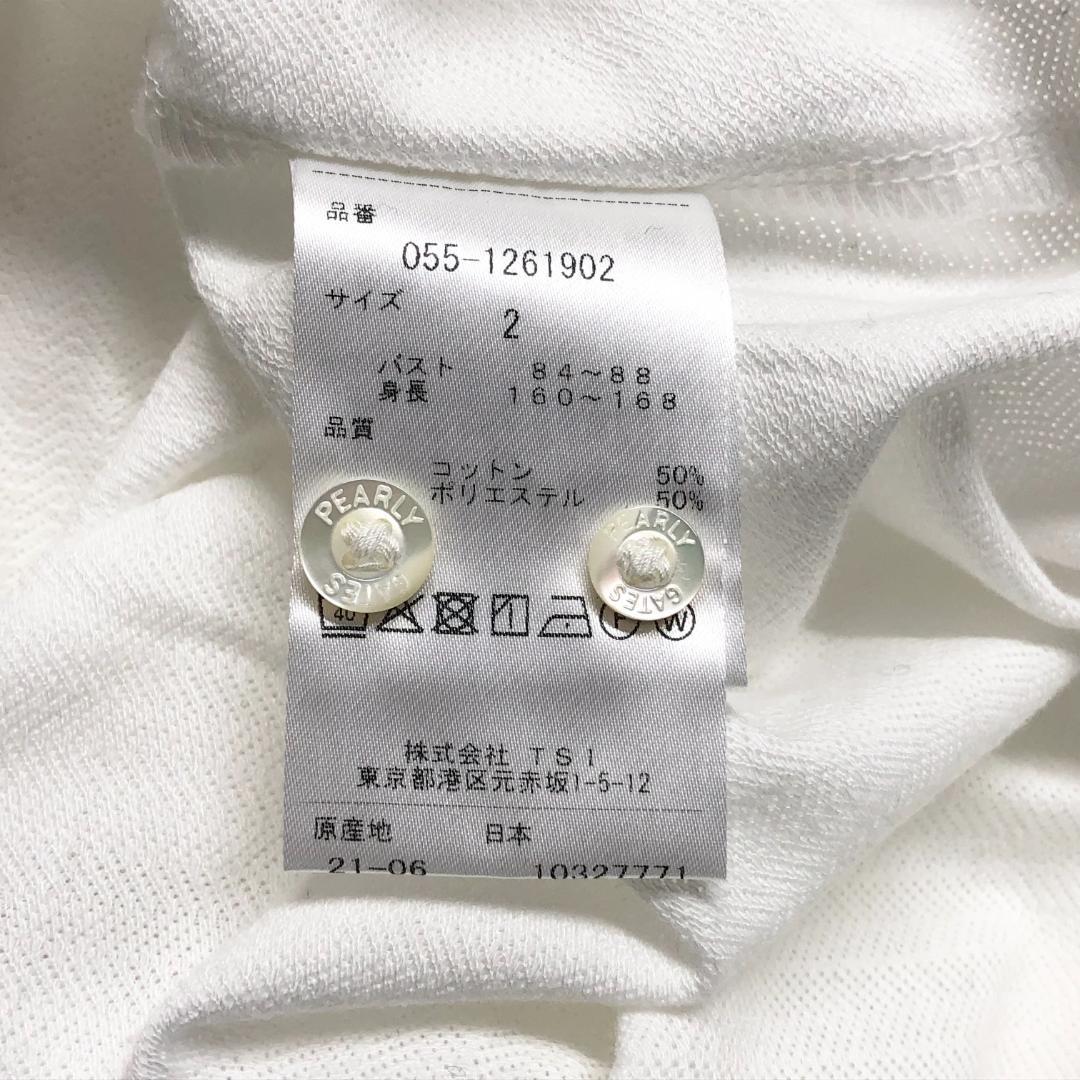 品番
055-1261902
サイズ
2
バスト 84～88
身長 160～168
品質
コットン 50%
ポリエステル 50%
PEARLY GATES
PEARLY GATES
40 F W
株式会社 TSI
東京都港区元赤坂1-5-12
原産地 日本
21-06 10327771